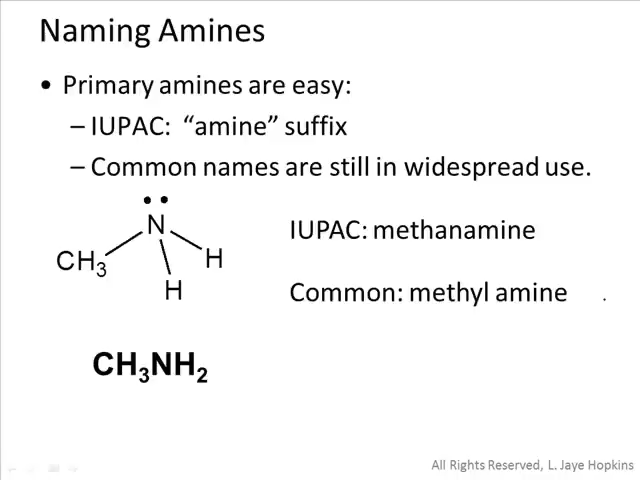 Naming Amines
• Primary amines are easy:
– IUPAC: “amine” suffix
– Common names are still in widespread use.
N
CH3
H
H
IUPAC: methanamine
Common: methyl amine
CH3NH2
All Rights Reserved, L. Jaye Hopkins